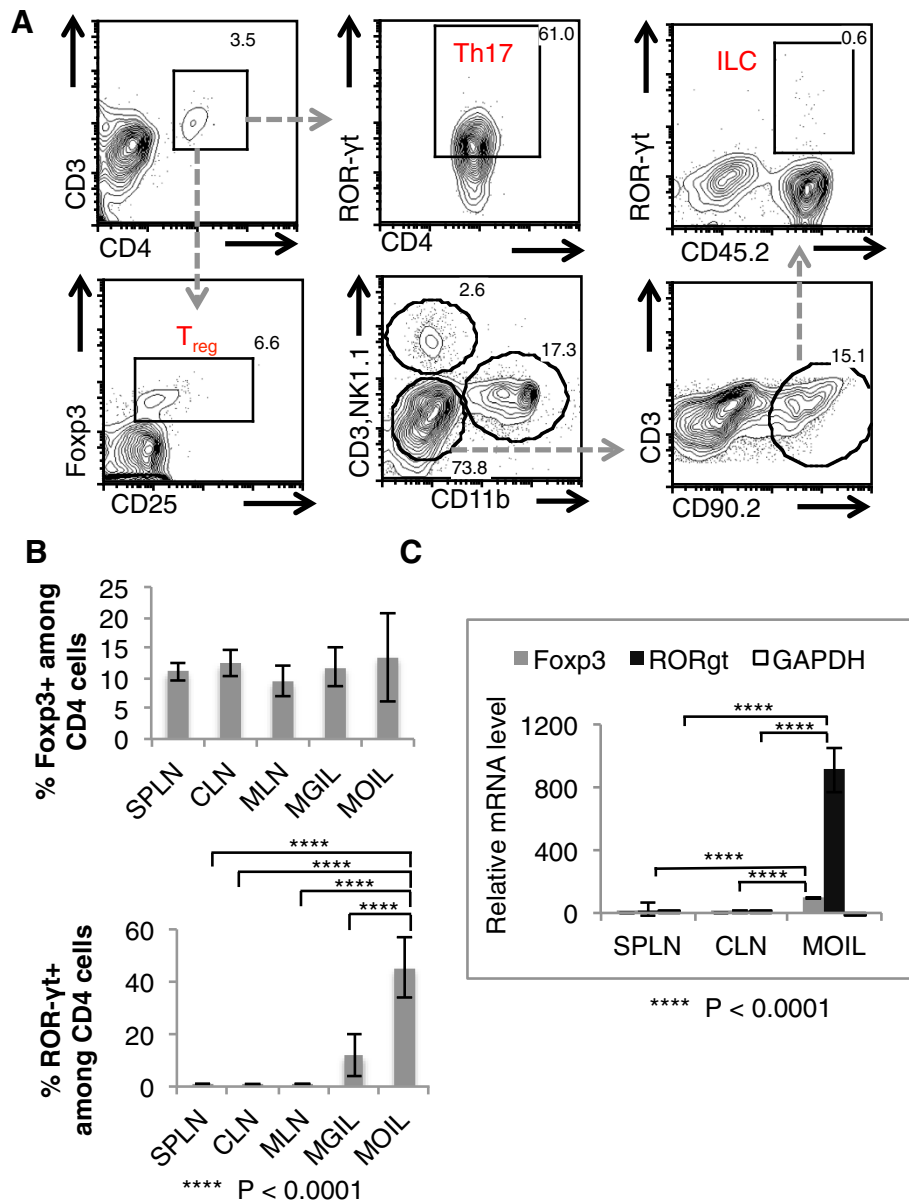 A
3.5
CD3
CD4
61.0
Th17
ROR-γt
CD4
0.6
ILC
ROR-γt
CD45.2
Treg
6.6
Foxp3
CD25
2.6
17.3
73.8
CD3,NK1.1
CD11b
15.1
CD3
CD90.2
B
% Foxp3+ among
CD4 cells
25
20
15
10
5
0
SPLN
CLN
MLN
MGIL
MOIL
% ROR-γt+
among CD4 cells
****
****
****
****
60
40
20
0
SPLN
CLN
MLN
MGIL
MOIL
**** P < 0.0001
C
Foxp3 RORgt GAPDH
Relative mRNA level
1200
800
400
0
****
****
****
****
SPLN
CLN
MOIL
**** P < 0.0001